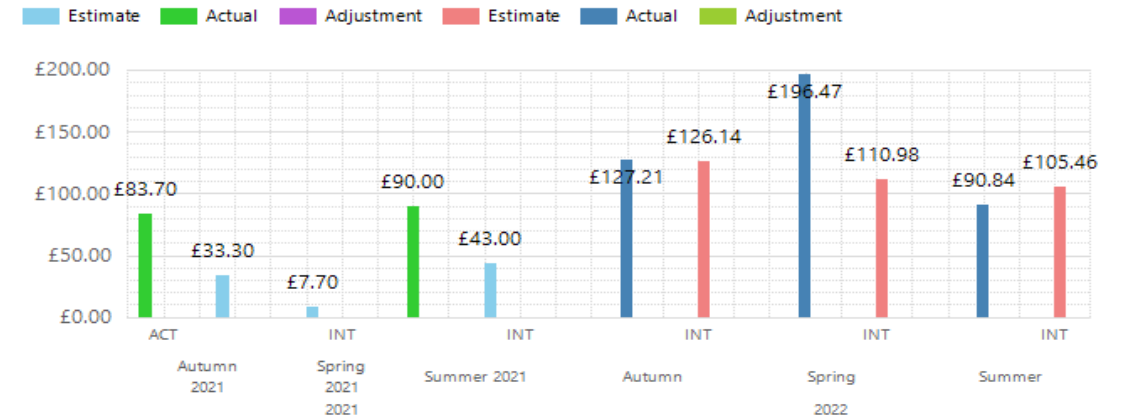 Estimate Actual Adjustment Estimate Actual Adjustment
£200.00
£196.47
£150.00
£126.14
£110.98
£105.46
£100.00
£83.70
£90.00
£127.21
£90.84
£50.00
£33.30
£43.00
£7.70
£0.00
ACT INT INT INT INT INT
Autumn
2021
Spring
2021
2021
Summer 2021
Autumn
Spring
2022
Summer